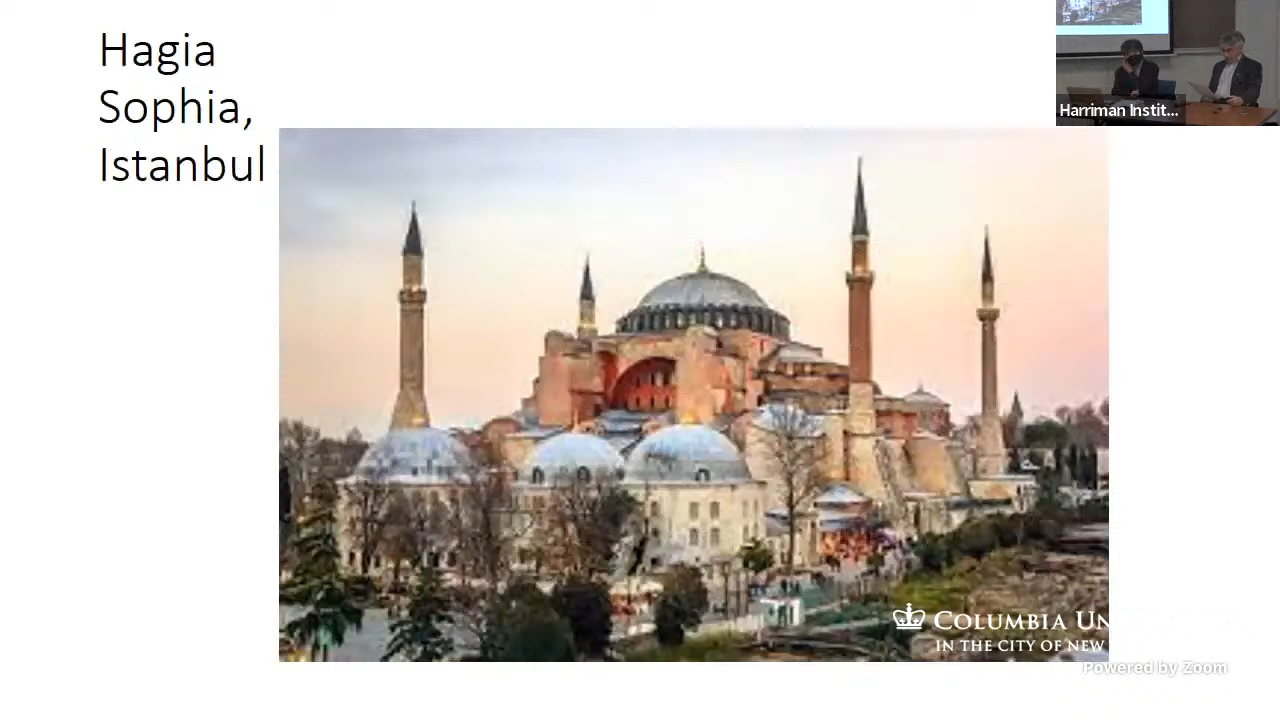 Hagia
Sophia,
Istanbul
Harriman Instit...
COLUMBIA UN
IN THE CITY OF NEW
Powered by Zoom